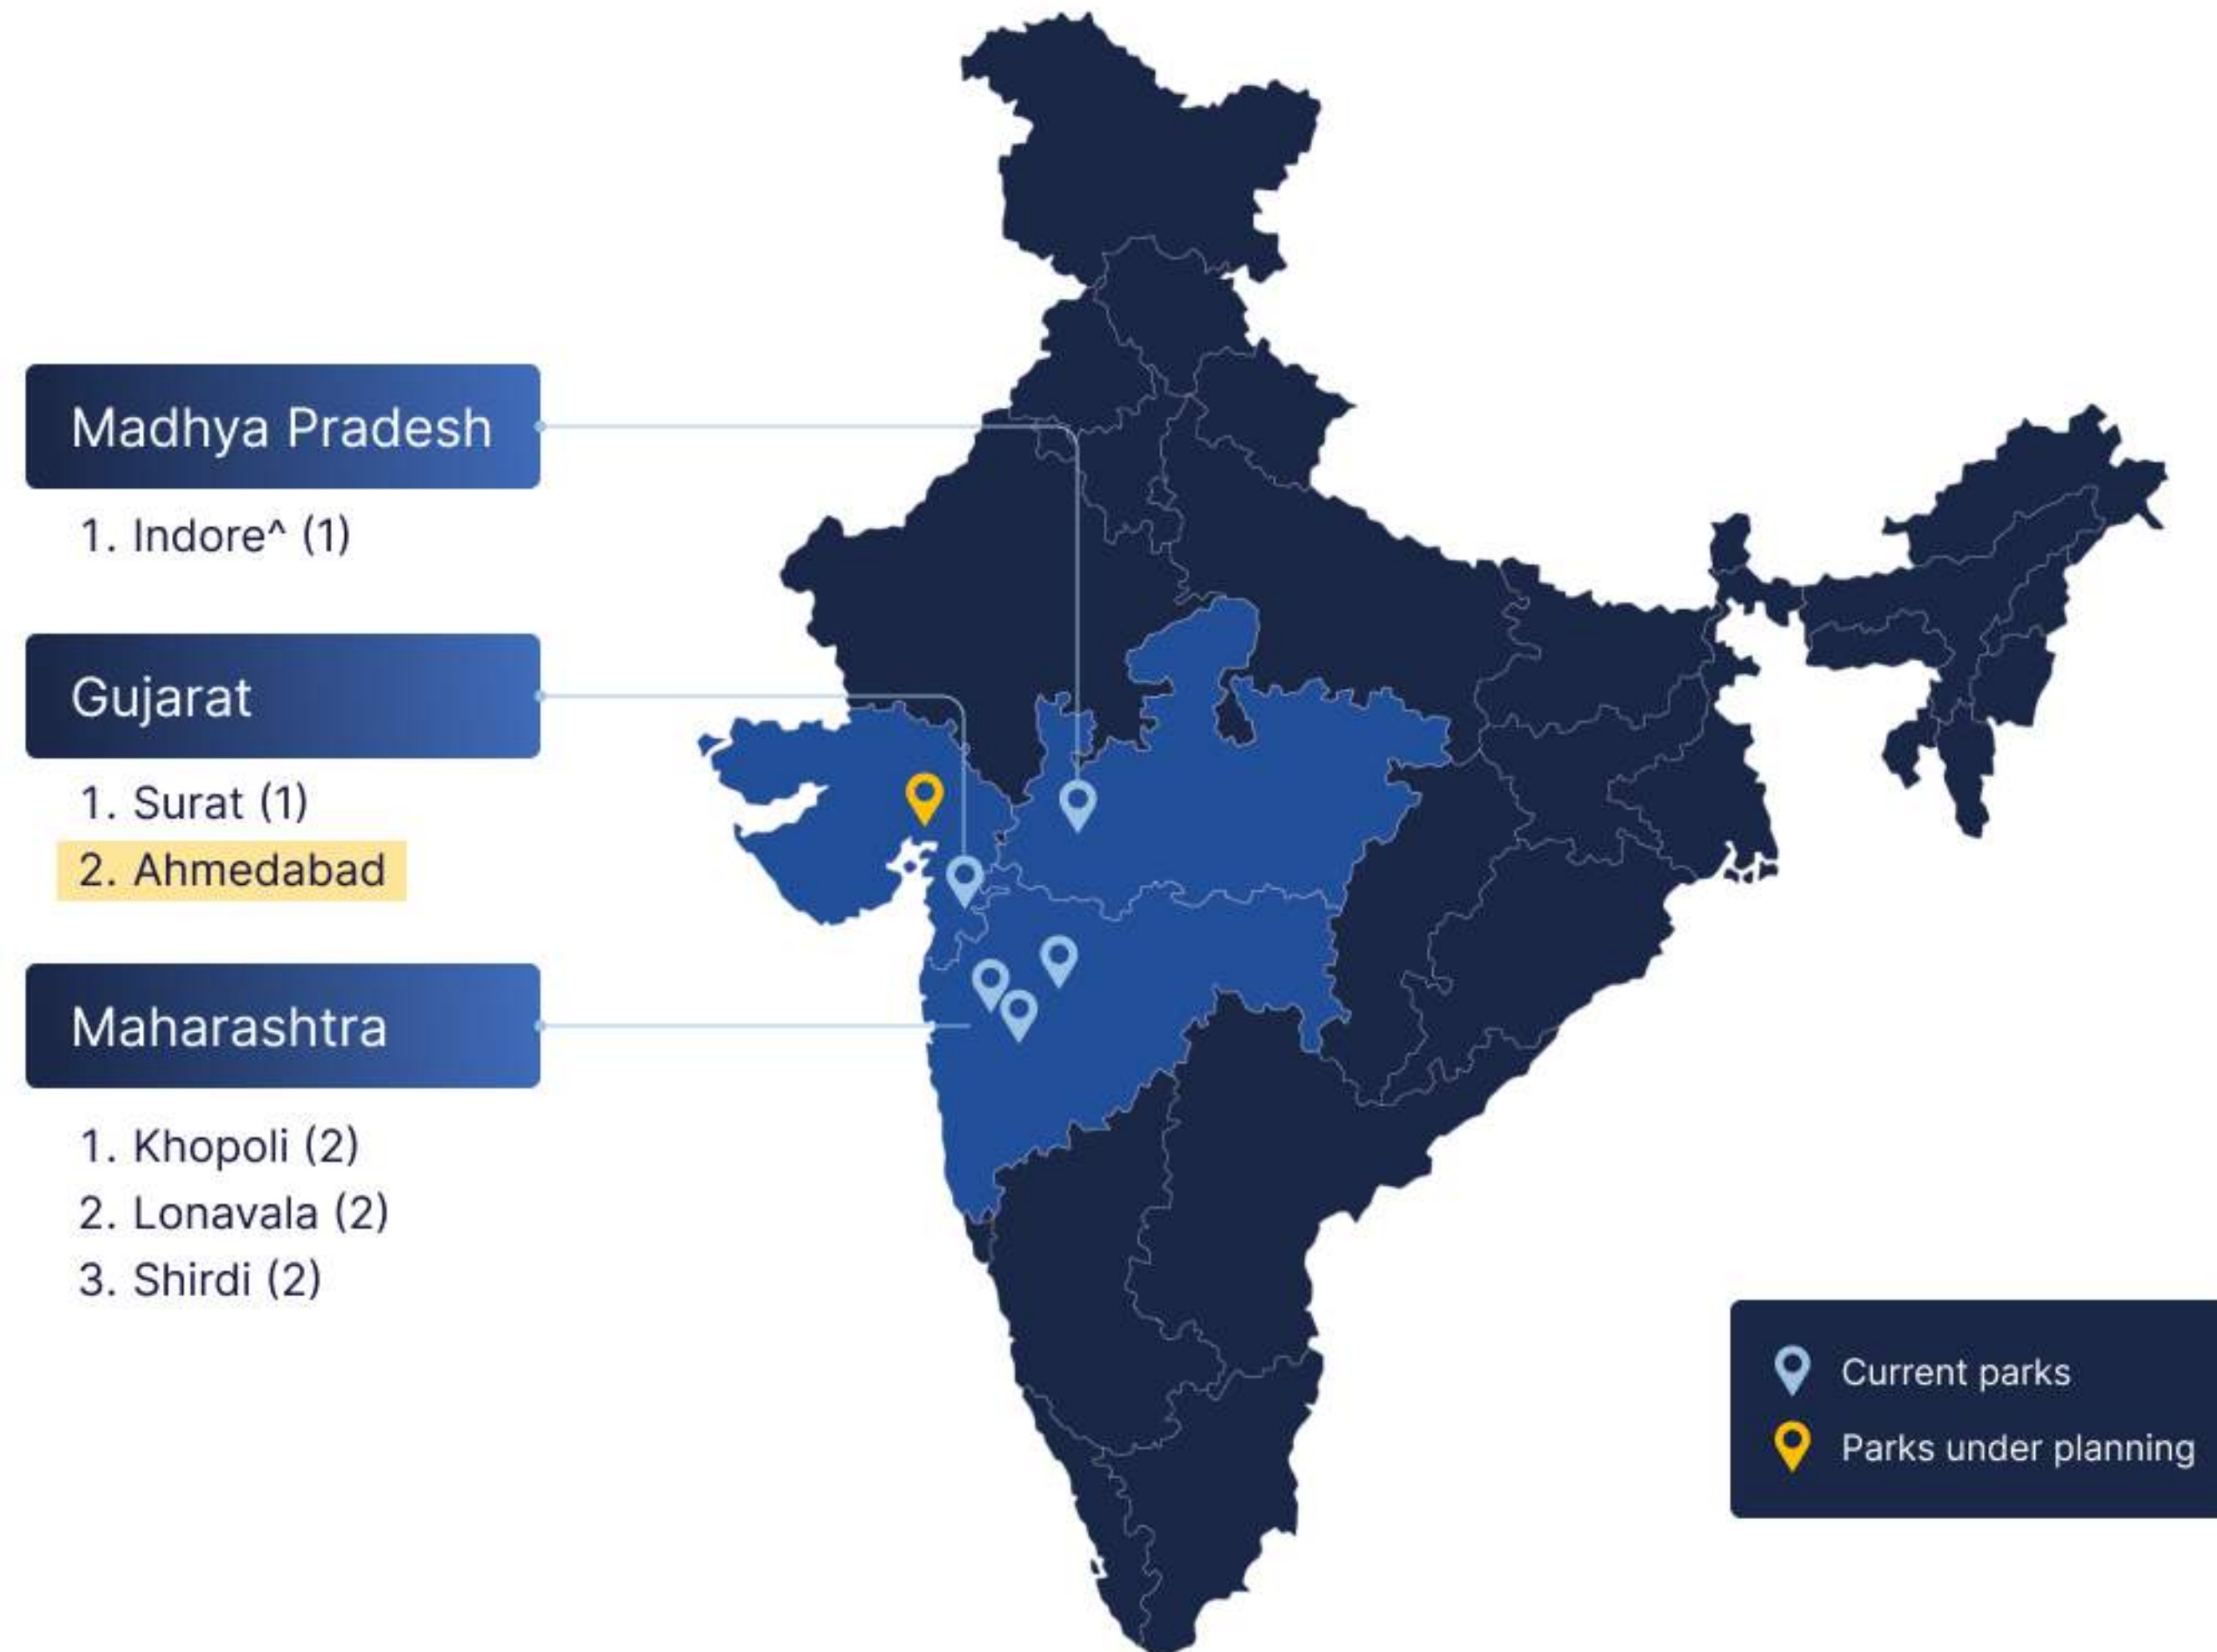 Madhya Pradesh
1. Indore^ (1)
Gujarat
1. Surat (1)
2. Ahmedabad
Maharashtra
1. Khopoli (2)
2. Lonavala (2)
3. Shirdi (2)
Current parks
Parks under planning